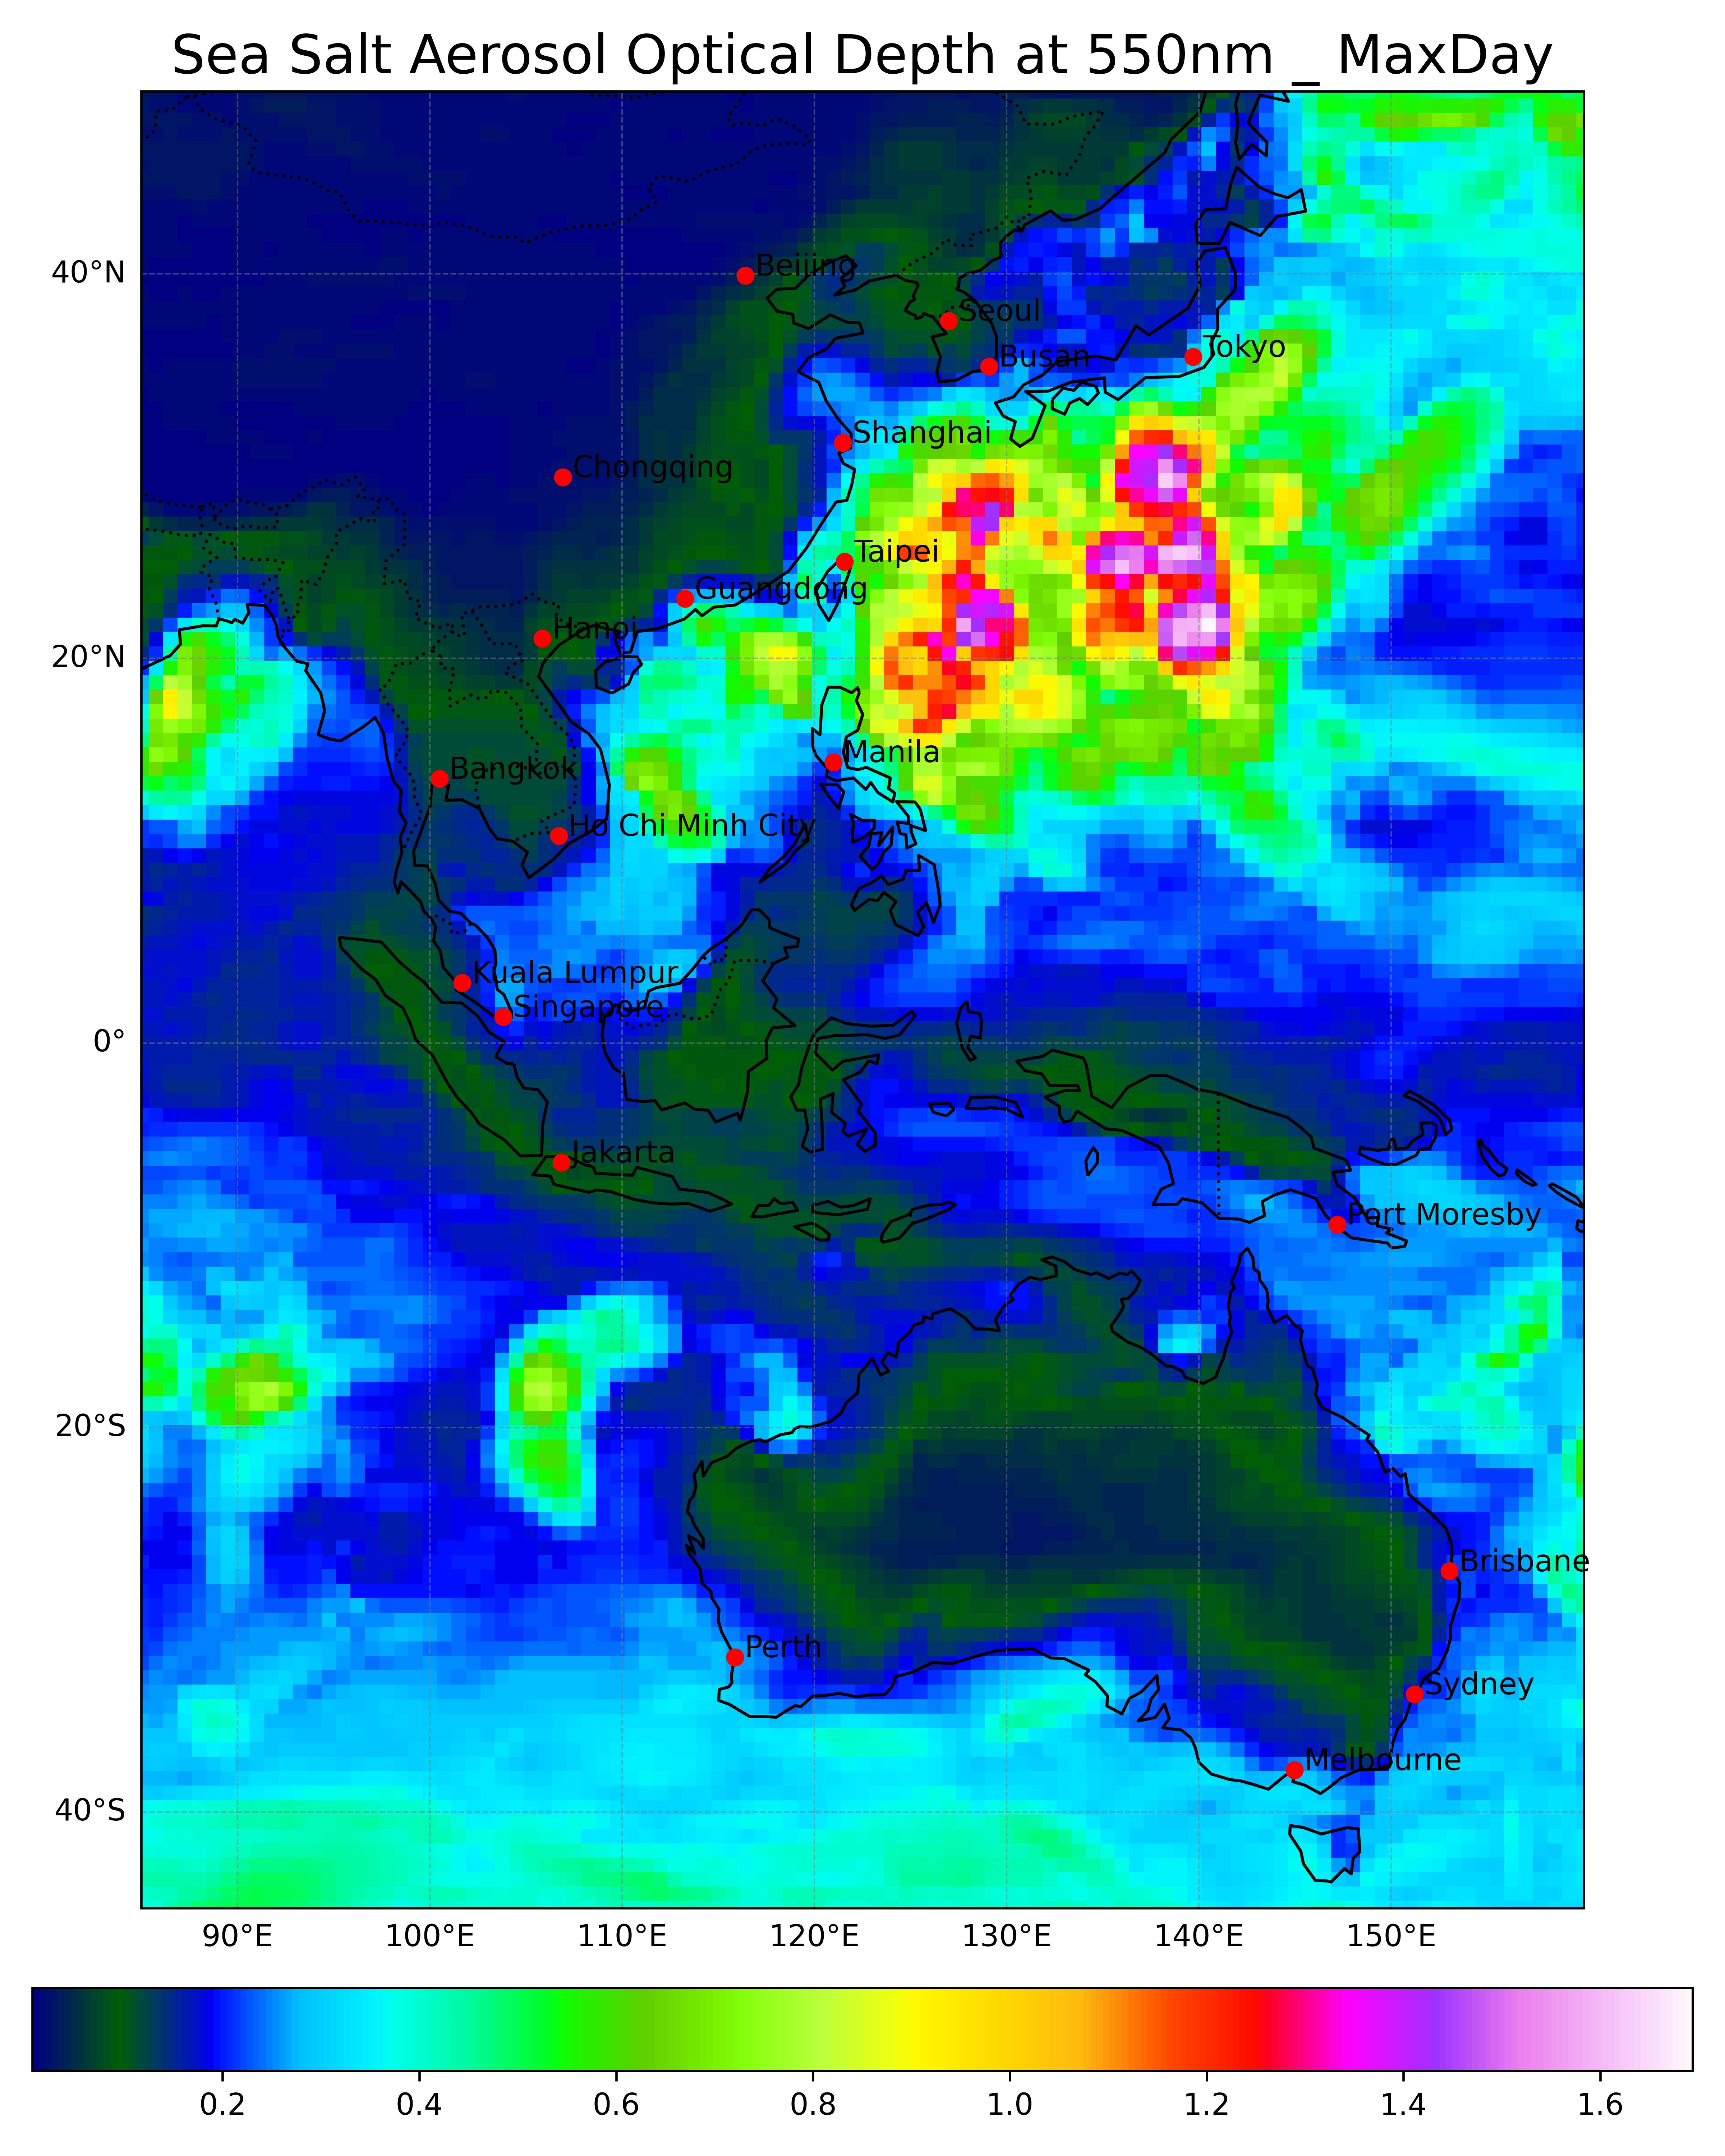 Sea Salt Aerosol Optical Depth at 550nm _ MaxDay
40°N
Beijing
Seoul
Tokyo
Busan
Shanghai
Chongqing
Taipei
Guangdong
Hanoi
20°N
Manila
Bangkok
Ho Chi Minh City
Kuala Lumpur
Singapore
0°
Jakarta
Port Moresby
20°S
Brisbane
Perth
Sydney
Melbourne
40°S
90°E 100°E 110°E 120°E 130°E 140°E 150°E
0.2 0.4 0.6 0.8 1.0 1.2 1.4 1.6